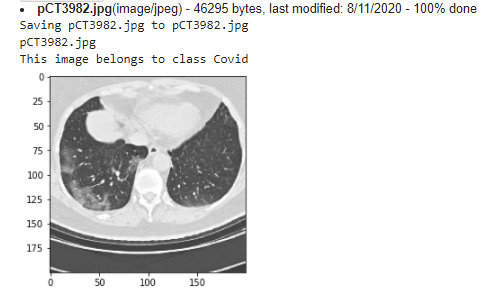 • pCT3982.jpg(image/jpeg) - 46295 bytes, last modified: 8/11/2020 - 100% done
Saving pCT3982.jpg to pCT3982.jpg
pCT3982.jpg
This image belongs to class Covid
0
25
50
75
100
125
150
175
0 50 100 150